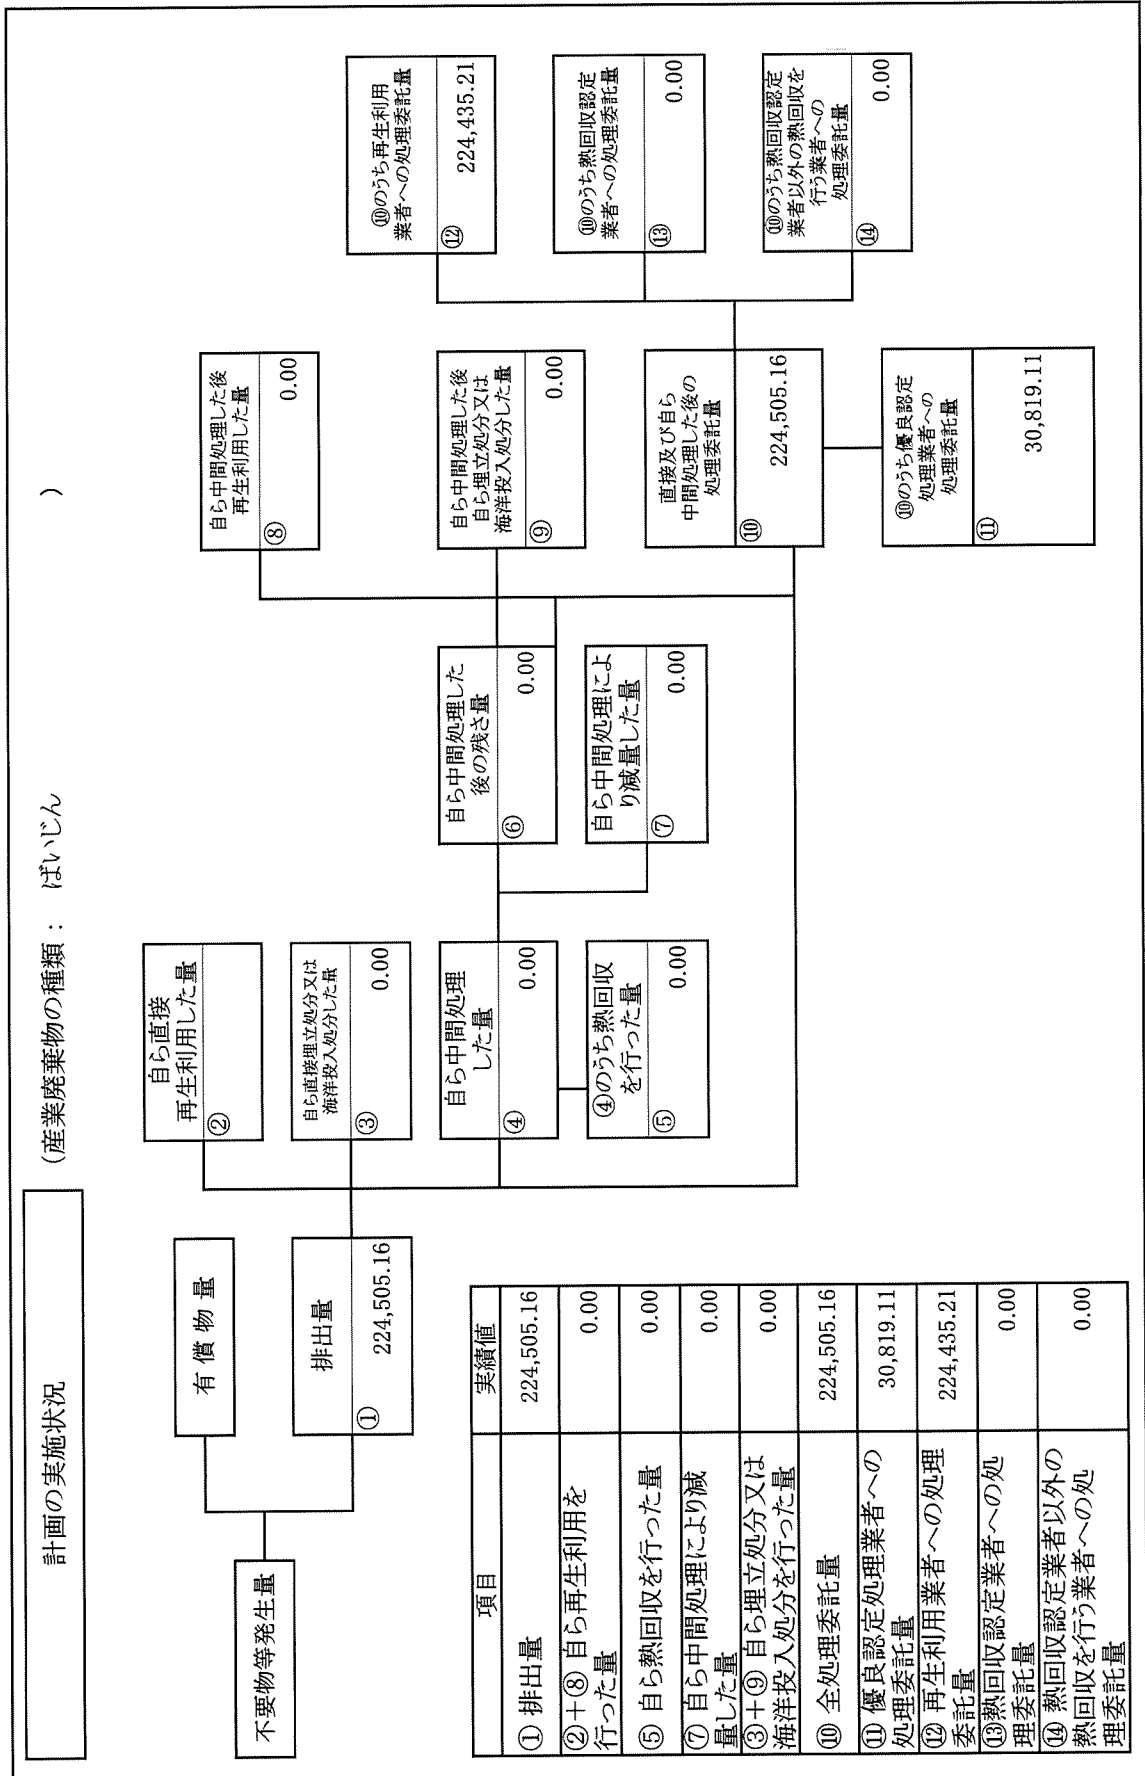 計画の実施状況
(産業廃棄物の種類： ばいじん )
不要物等発生量
有 償 物 量
排出量
① 224,505.16
自ら直接
再生利用した量
②
自ら直接埋立処分又は
海洋投入処分した量
③ 0.00
自ら中間処理
した量
④ 0.00
④のうち熱回収
を行った量
⑤ 0.00
自ら中間処理した
後の残さ量
⑥ 0.00
自ら中間処理によ
り減量した量
⑦ 0.00
自ら中間処理した後
再生利用した量
⑧ 0.00
自ら中間処理した後
自ら埋立処分又は
海洋投入処分した量
⑨ 0.00
直接及び自ら
中間処理した後の
処理委託量
⑩ 224,505.16
⑩のうち優良認定
処理業者への
処理委託量
⑪ 30,819.11
⑩のうち再生利用
業者への処理委託量
⑫ 224,435.21
⑩のうち熱回収認定
業者への処理委託量
⑬ 0.00
⑩のうち熱回収認定
業者以外の熱回収を
行う業者への
処理委託量
⑭ 0.00
項目 実績値
① 排出量 224,505.16
②＋⑧ 自ら再生利用を
行った量 0.00
⑤ 自ら熱回収を行った量 0.00
⑦ 自ら中間処理により減
量した量 0.00
③＋⑨ 自ら埋立処分又は
海洋投入処分を行った量 0.00
⑩ 全処理委託量 224,505.16
⑪ 優良認定処理業者への
処理委託量 30,819.11
⑫ 再生利用業者への処理
委託量 224,435.21
⑬熱回収認定業者への処
理委託量 0.00
⑭ 熱回収認定業者以外の
熱回収を行う業者への処
理委託量 0.00